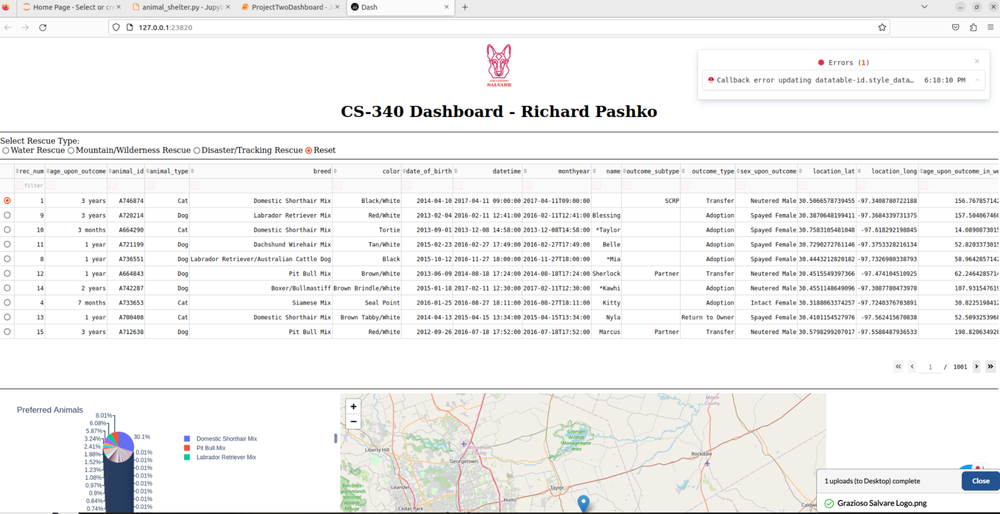 Home Page - Select or cre
animal_shelter.py - Jupyt
ProjectTwoDashboard - J
Dash
127.0.0.1:23820
GRAZIOSO
SALVARE
Errors (1)
Callback error updating datatable-id.style_data… 6:18:10 PM
CS-340 Dashboard - Richard Pashko
Select Rescue Type:
Water Rescue Mountain/Wilderness Rescue Disaster/Tracking Rescue Reset
rec_num age_upon_outcome animal_id animal_type breed color date_of_birth datetime monthyear name outcome_subtype outcome_type sex_upon_outcome location_lat location_long age_upon_outcome_in_we
Aa filter Aa Aa Aa Aa Aa Aa Aa Aa Aa Aa Aa Aa Aa Aa Aa
1 3 years A746874 Cat Domestic Shorthair Mix Black/White 2014-04-10 2017-04-11 09:00:00 2017-04-11T09:00:00 SCRP Transfer Neutered Male 30.5066578739455 -97.3408780722188 156.767857142
9 3 years A720214 Dog Labrador Retriever Mix Red/White 2013-02-04 2016-02-11 12:41:00 2016-02-11T12:41:00 Blessing Adoption Spayed Female 30.3870648199411 -97.3684339731375 157.504067460
10 3 months A664290 Cat Domestic Shorthair Mix Tortie 2013-09-01 2013-12-08 14:58:00 2013-12-08T14:58:00 *Taylor Adoption Spayed Female 30.7583105481048 -97.618292198845 14.0890873015
11 1 year A721199 Dog Dachshund Wirehair Mix Tan/White 2015-02-23 2016-02-27 17:49:00 2016-02-27T17:49:00 Belle Adoption Spayed Female 30.7290272761146 -97.3753328216134 52.8203373015
8 1 year A736551 Dog Labrador Retriever/Australian Cattle Dog Black 2015-10-12 2016-11-27 18:00:00 2016-11-27T18:00:00 *Mia Adoption Spayed Female 30.4443212820182 -97.7326980338793 58.9642857142
12 1 year A664843 Dog Pit Bull Mix Brown/White 2013-06-09 2014-08-18 17:24:00 2014-08-18T17:24:00 Sherlock Partner Transfer Neutered Male 30.4515549397366 -97.474104510925 62.2464285714
14 2 years A742287 Dog Boxer/Bullmastiff Brown Brindle/White 2015-01-18 2017-02-11 12:30:00 2017-02-11T12:30:00 *Kawhi Adoption Neutered Male 30.4551148649096 -97.3087780473978 107.931547619
4 7 months A733653 Cat Siamese Mix Seal Point 2016-01-25 2016-08-27 18:11:00 2016-08-27T18:11:00 Kitty Adoption Intact Female 30.3188063374257 -97.7240376703891 30.8225198412
13 1 year A700408 Cat Domestic Shorthair Mix Brown Tabby/White 2014-04-13 2015-04-15 13:34:00 2015-04-15T13:34:00 Nyla Return to Owner Spayed Female 30.4101154527976 -97.562415670838 52.5093253968
15 3 years A712638 Dog Pit Bull Mix Red/White 2012-09-26 2016-07-18 17:52:00 2016-07-18T17:52:00 Marcus Partner Transfer Neutered Male 30.5798299207017 -97.5588487936533 198.820634920
1 / 1001
Preferred Animals
8.01%
6.08%
5.87%
3.24%
2.41%
1.88%
1.52%
1.23%
1.08%
0.97%
0.9%
0.84%
0.74%
30.1%
0.01%
0.01%
0.01%
0.01%
0.01%
0.01%
0.01%
0.01%
Domestic Shorthair Mix
Pit Bull Mix
Labrador Retriever Mix
+
−
Milam
County
Granger
Wildlife
Management
Area
Liberty Hill
Williamson
County
Georgetown
Rockdale
Leander
Taylor
Balcones
anyonlands
National
Wildlife
Refuge
Hutto
Cedar Park
Caldw
1 uploads (to Desktop) complete
Close
Grazioso Salvare Logo.png